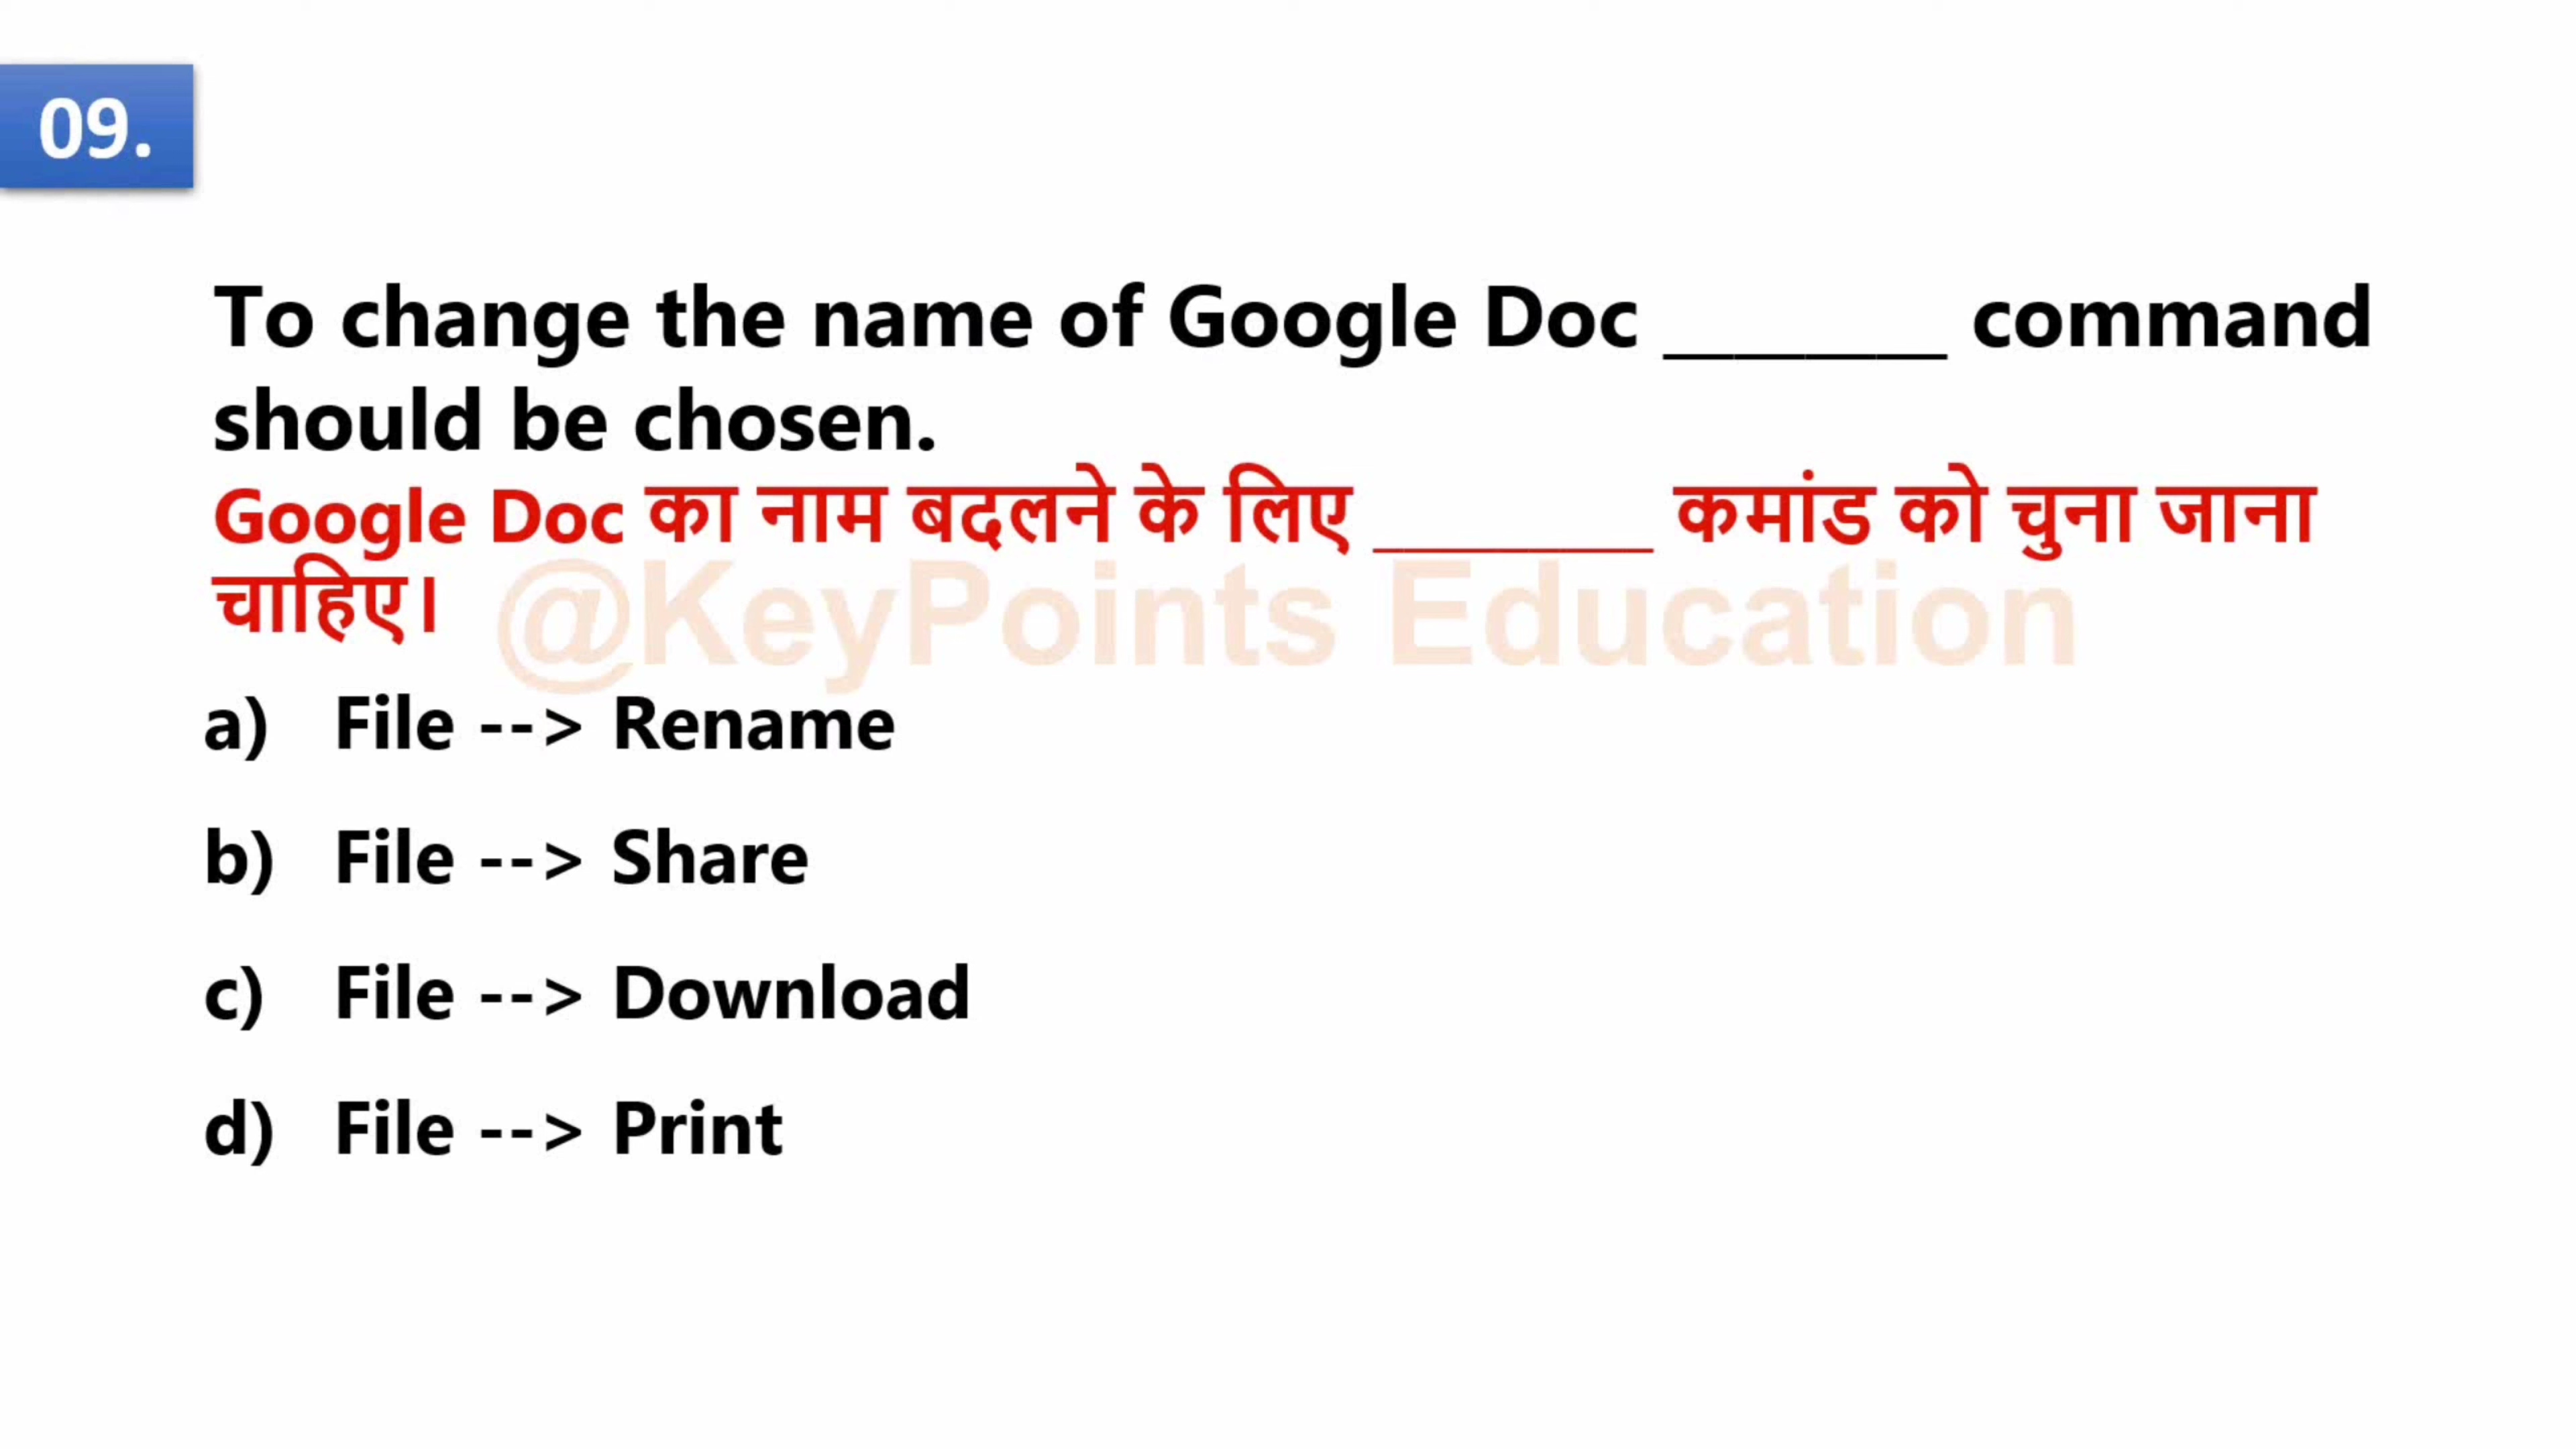 09.
To change the name of Google Doc ________ command
should be chosen.
Google Doc का नाम बदलने के लिए ________ कमांड को चुना जाना
चाहिए।
@KeyPoints Education
a) File --> Rename
b) File --> Share
c) File --> Download
d) File --> Print